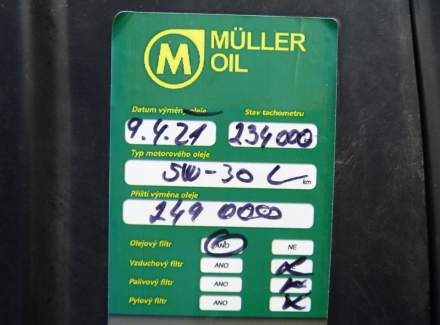 M MÜLLER
OIL
Datum výměny oleje Stav tachometru
9.4.21 234000
Typ motorového oleje
5W-30 L km
Příští výměna oleje
249 0000
Olejový filtr ANO NE
Vzduchový filtr ANO
Palivový filtr ANO
Pylový filtr ANO